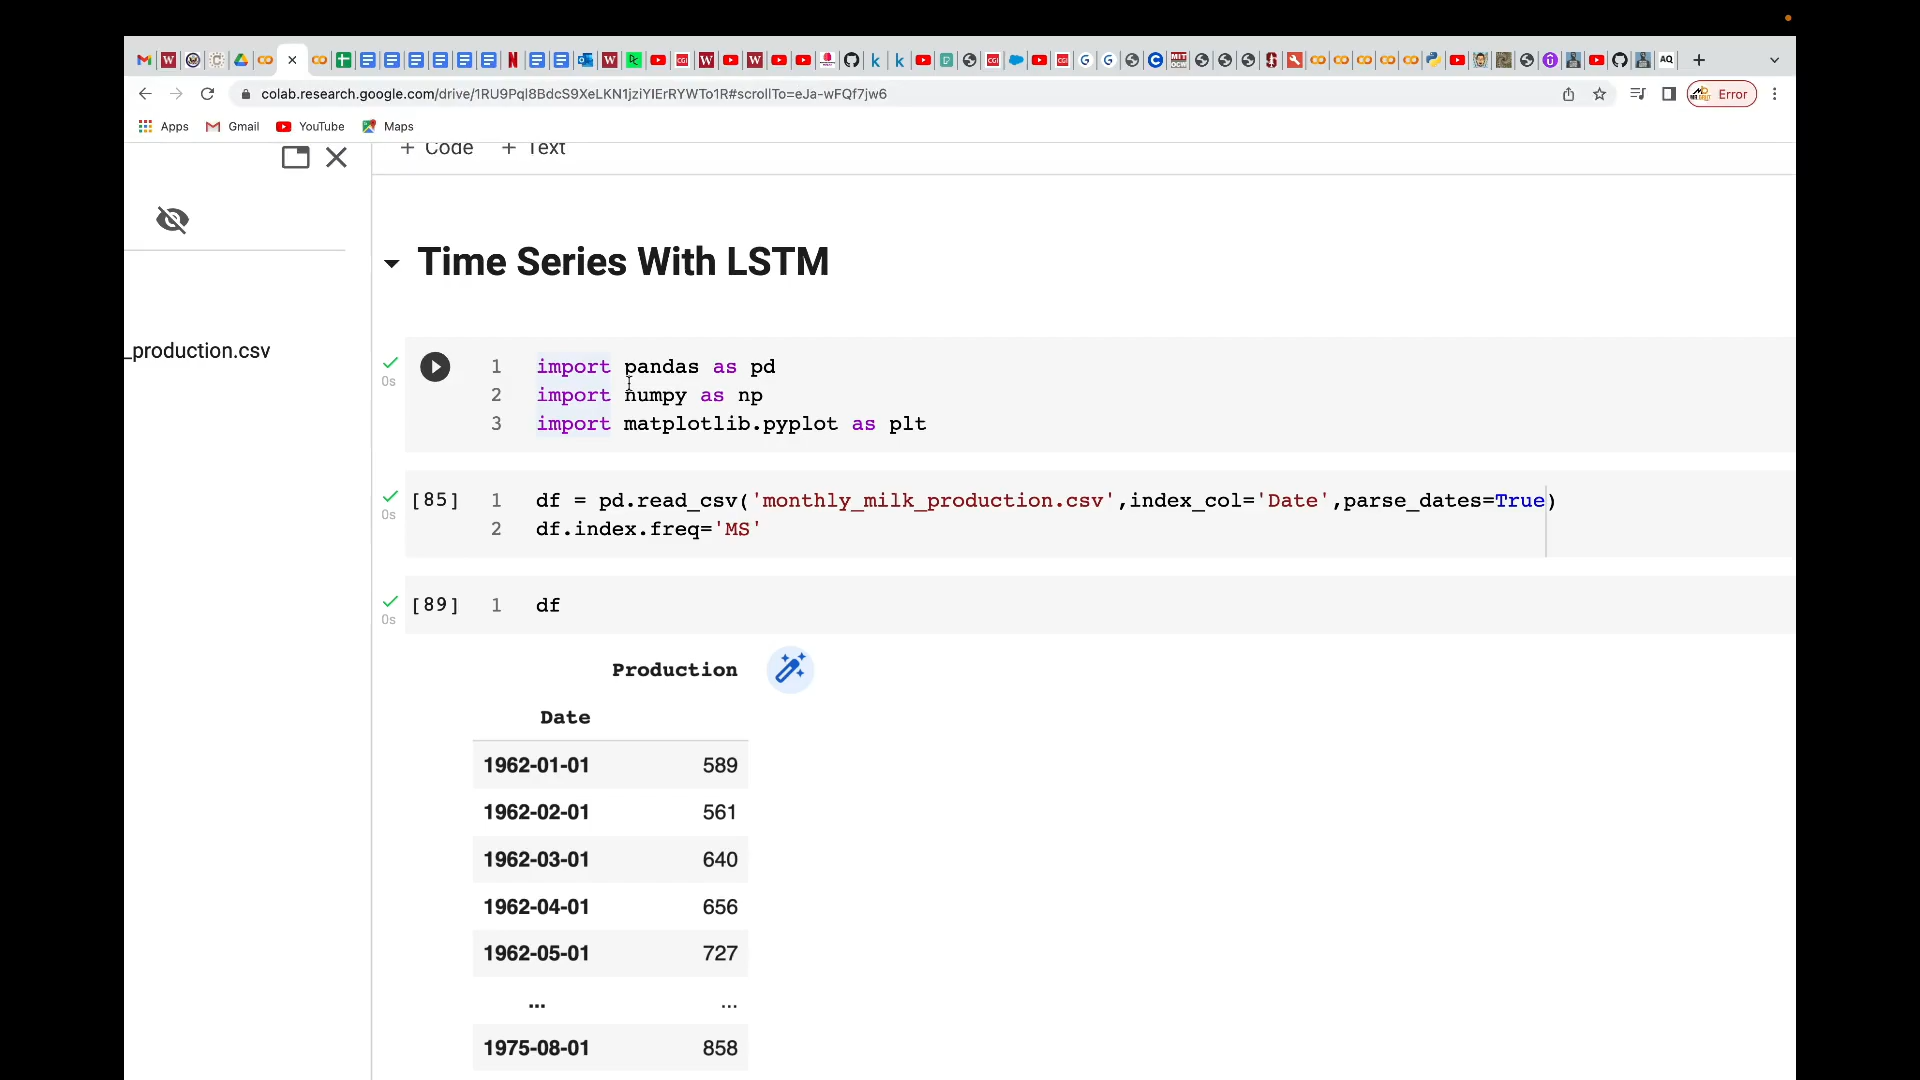 colab.research.google.com/drive/1RU9Pql8BdcS9XeLKN1jziYIErRYWTo1R#scrollTo=eJa-wFQf7jw6
Error
Apps Gmail YouTube Maps
+ Code + Text
_production.csv
Time Series With LSTM
0s
1 import pandas as pd
2 import numpy as np
3 import matplotlib.pyplot as plt
0s
[85] 1 df = pd.read_csv('monthly_milk_production.csv',index_col='Date',parse_dates=True)
2 df.index.freq='MS'
0s
[89] 1 df
Production
Date
1962-01-01 589
1962-02-01 561
1962-03-01 640
1962-04-01 656
1962-05-01 727
... ...
1975-08-01 858